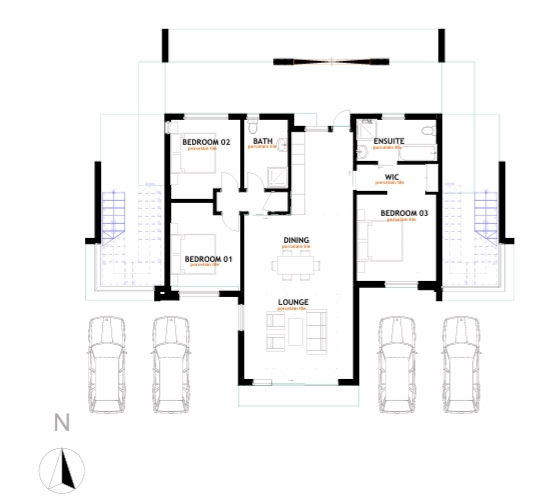 BEDROOM 02
porcelain tile
BATH
porcelain tile
ENSUITE
porcelain tile
WIC
porcelain tile
BEDROOM 03
porcelain tile
DINING
porcelain tile
BEDROOM 01
porcelain tile
LOUNGE
porcelain tile
N